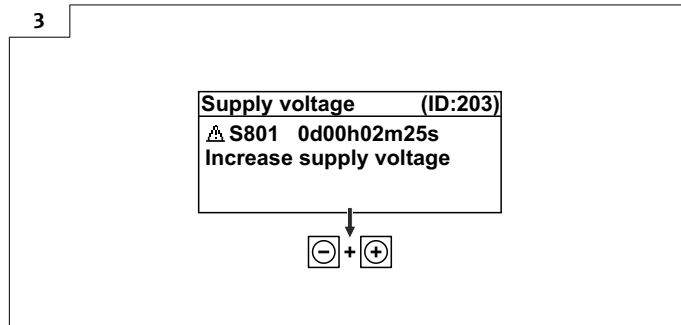 3
Supply voltage (ID:203)
⚠ S801 0d00h02m25s
Increase supply voltage
⊖ + ⊕